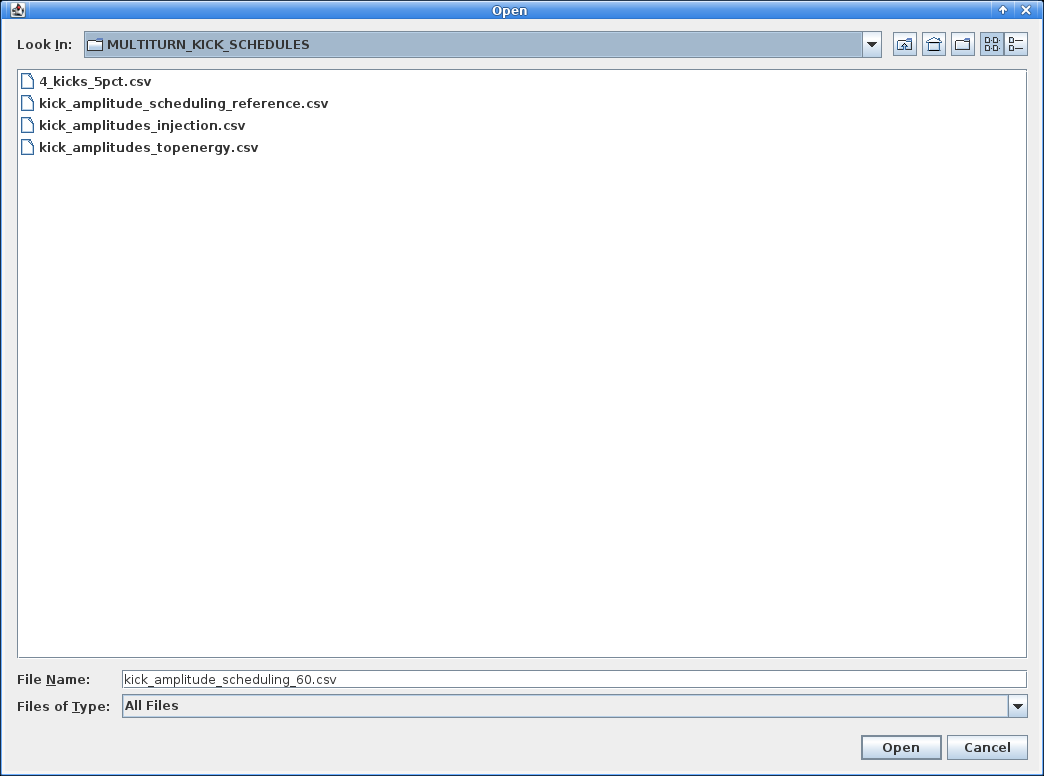 Open
Look In: MULTITURN_KICK_SCHEDULES
4_kicks_5pct.csv
kick_amplitude_scheduling_reference.csv
kick_amplitudes_injection.csv
kick_amplitudes_topenergy.csv
File Name: kick_amplitude_scheduling_60.csv
Files of Type: All Files
Open Cancel